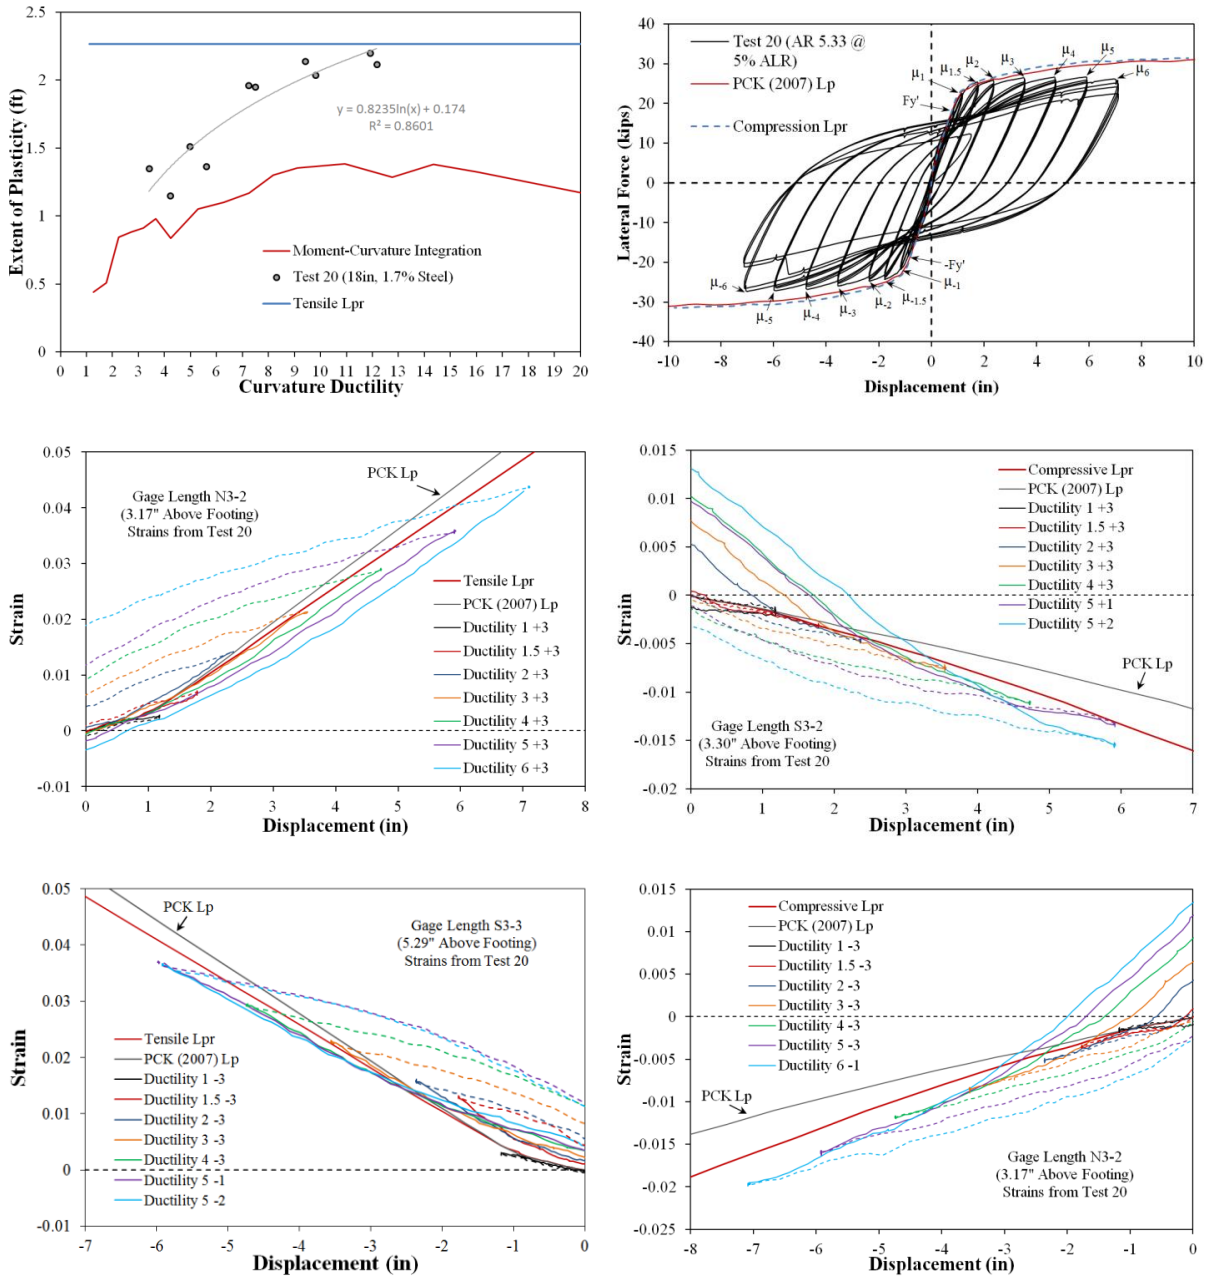 2.5
2
1.5
1
0.5
0
0 1 2 3 4 5 6 7 8 9 10 11 12 13 14 15 16 17 18 19 20
Extent of Plasticity (ft)
Curvature Ductility
y = 0.8235ln(x) + 0.174
R² = 0.8601
Moment-Curvature Integration
Test 20 (18in, 1.7% Steel)
Tensile Lpr
40
30
20
10
0
-10
-20
-30
-40
-10 -8 -6 -4 -2 0 2 4 6 8 10
Lateral Force (kips)
Displacement (in)
Test 20 (AR 5.33 @
5% ALR)
PCK (2007) Lp
Compression Lpr
Fy'
μ1
μ1.5
μ2
μ3
μ4
μ5
μ6
-Fy'
μ-1
μ-1.5
μ-2
μ-3
μ-4
μ-5
μ-6
0.05
0.04
0.03
0.02
0.01
0
-0.01
0 1 2 3 4 5 6 7 8
Strain
Displacement (in)
PCK Lp
Gage Length N3-2
(3.17" Above Footing)
Strains from Test 20
Tensile Lpr
PCK (2007) Lp
Ductility 1 +3
Ductility 1.5 +3
Ductility 2 +3
Ductility 3 +3
Ductility 4 +3
Ductility 5 +3
Ductility 6 +3
0.015
0.010
0.005
0.000
-0.005
-0.010
-0.015
-0.02
0 1 2 3 4 5 6 7
Strain
Displacement (in)
Compressive Lpr
PCK (2007) Lp
Ductility 1 +3
Ductility 1.5 +3
Ductility 2 +3
Ductility 3 +3
Ductility 4 +3
Ductility 5 +1
Ductility 5 +2
PCK Lp
Gage Length S3-2
(3.30" Above Footing)
Strains from Test 20
0.05
0.04
0.03
0.02
0.01
0
-0.01
-7 -6 -5 -4 -3 -2 -1 0
Strain
Displacement (in)
PCK Lp
Gage Length S3-3
(5.29" Above Footing)
Strains from Test 20
Tensile Lpr
PCK (2007) Lp
Ductility 1 -3
Ductility 1.5 -3
Ductility 2 -3
Ductility 3 -3
Ductility 4 -3
Ductility 5 -1
Ductility 5 -2
0.015
0.010
0.005
0.000
-0.005
-0.010
-0.015
-0.02
-0.025
-8 -7 -6 -5 -4 -3 -2 -1 0
Strain
Displacement (in)
Compressive Lpr
PCK (2007) Lp
Ductility 1 -3
Ductility 1.5 -3
Ductility 2 -3
Ductility 3 -3
Ductility 4 -3
Ductility 5 -3
Ductility 6 -1
PCK Lp
Gage Length N3-2
(3.17" Above Footing)
Strains from Test 20